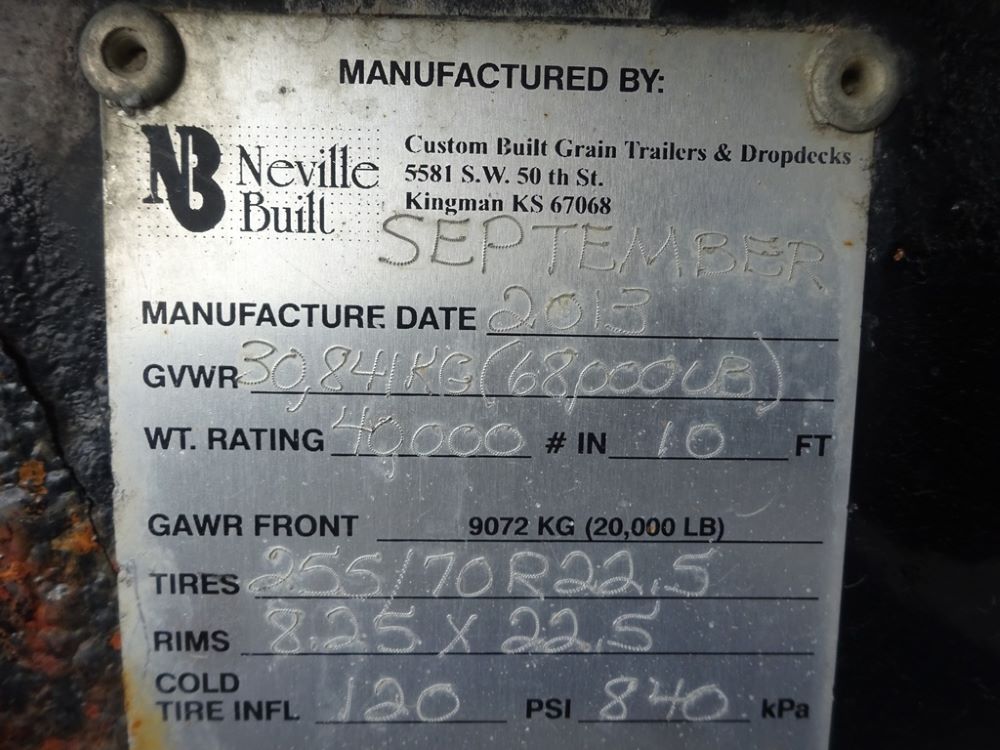 MANUFACTURED BY:
NB Neville Built
Custom Built Grain Trailers & Dropdecks
5581 S.W. 50 th St.
Kingman KS 67068
SEPTEMBER
MANUFACTURE DATE 2013
GVWR 30,841KG (68,000LB)
WT. RATING 40,000 # IN 10 FT
GAWR FRONT 9072 KG (20,000 LB)
TIRES 255/70R22.5
RIMS 8.25 X 22.5
COLD
TIRE INFL 120 PSI 840 kPa